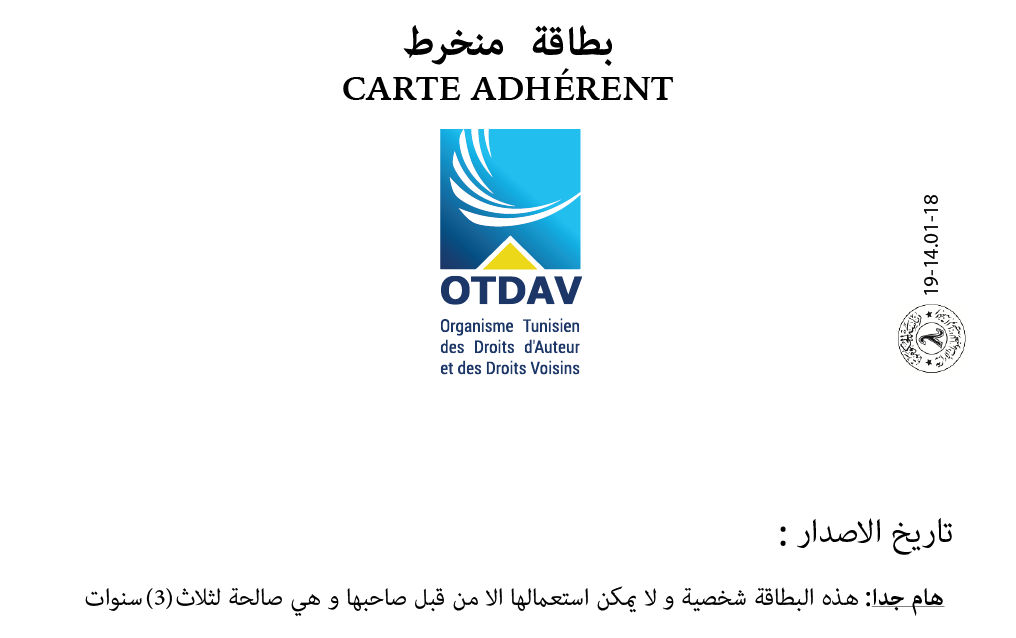 بطاقة منخرط
CARTE ADHÉRENT
OTDAV
Organisme Tunisien
des Droits d'Auteur
et des Droits Voisins
19-14.01-18
تاريخ الاصدار :
هام جدا: هذه البطاقة شخصية و لا يمكن استعمالها الا من قبل صاحبها و هي صالحة لثلاث(3) سنوات